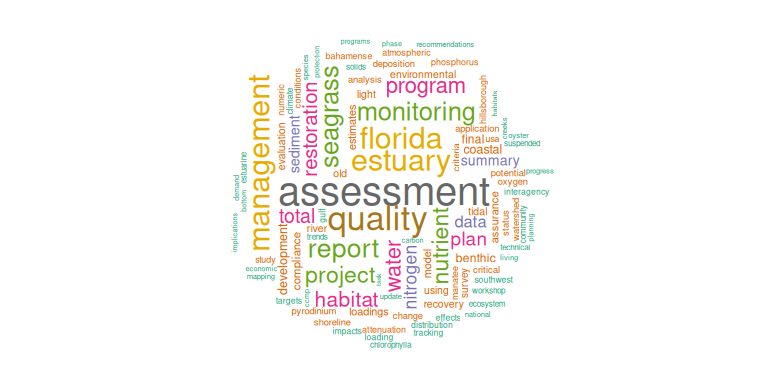 programs
phase
recommendations
bahamense
atmospheric
species
protection
solids
deposition
phosphorus
conditions
analysis
environmental
climate
numeric
restoration
seagrass
light
program
hillsborough
habitats
management
evaluation
sediment
estimates
monitoring
creeks
florida
application
oyster
final
usa
suspended
criteria
coastal
estuary
summary
estuarine
old
potential
progress
oxygen
demand
bottom
assessment
interagency
assurance
watershed
community
planning
implications
total
gulf
quality
tidal
status
river
data
trends
nutrient
carbon
plan
technical
report
water
nitrogen
model
benthic
living
study
development
compliance
economic
mapping
project
manatee
survey
critical
southwest
ccmp
using
workshop
targets
habitat
update
recovery
ecosystem
pyrodinium
loadings
change
effects
national
shoreline
impacts
attenuation
distribution
loading
tracking
chlorophylla